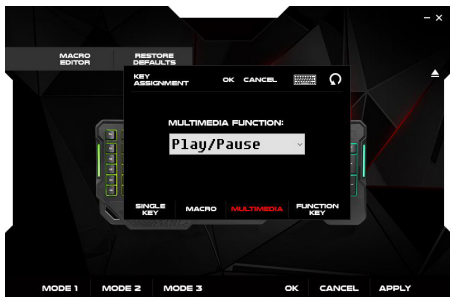 MACRO EDITOR
RESTORE DEFAULTS
KEY ASSIGNMENT
OK CANCEL
MULTIMEDIA FUNCTION:
Play/Pause
SINGLE KEY
MACRO
MULTIMEDIA
FUNCTION KEY
MODE 1 MODE 2 MODE 3 OK CANCEL APPLY